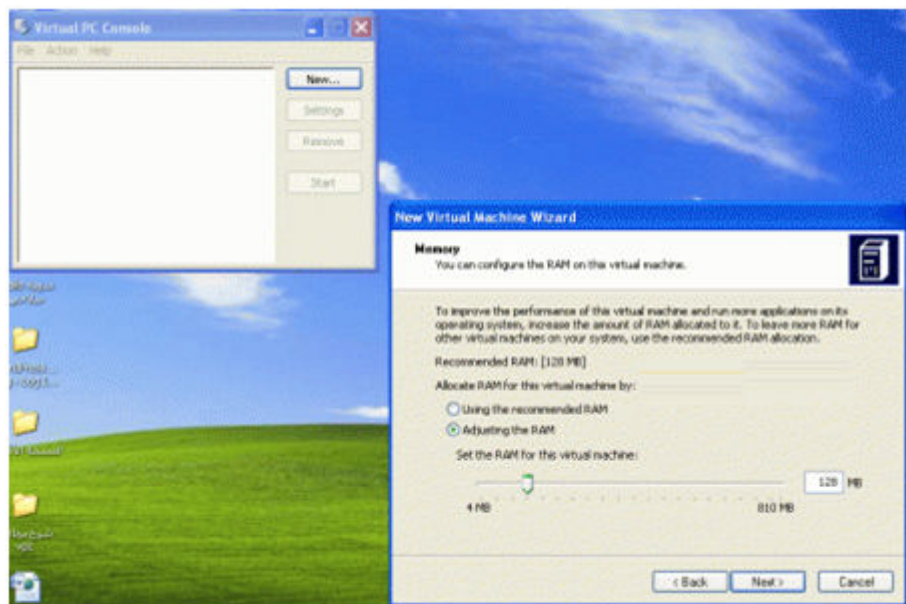 Virtual PC Console
File Action Help
New...
Settings
Remove
Start
New Virtual Machine Wizard
Memory
You can configure the RAM on this virtual machine.
To improve the performance of this virtual machine and run more applications on its
operating system, increase the amount of RAM allocated to it. To leave more RAM for
other virtual machines on your system, use the recommended RAM allocation.
Recommended RAM: [128 MB]
Allocate RAM for this virtual machine by:
Using the recommended RAM
Adjusting the RAM
Set the RAM for this virtual machine:
128 MB
4 MB 810 MB
< Back Next > Cancel